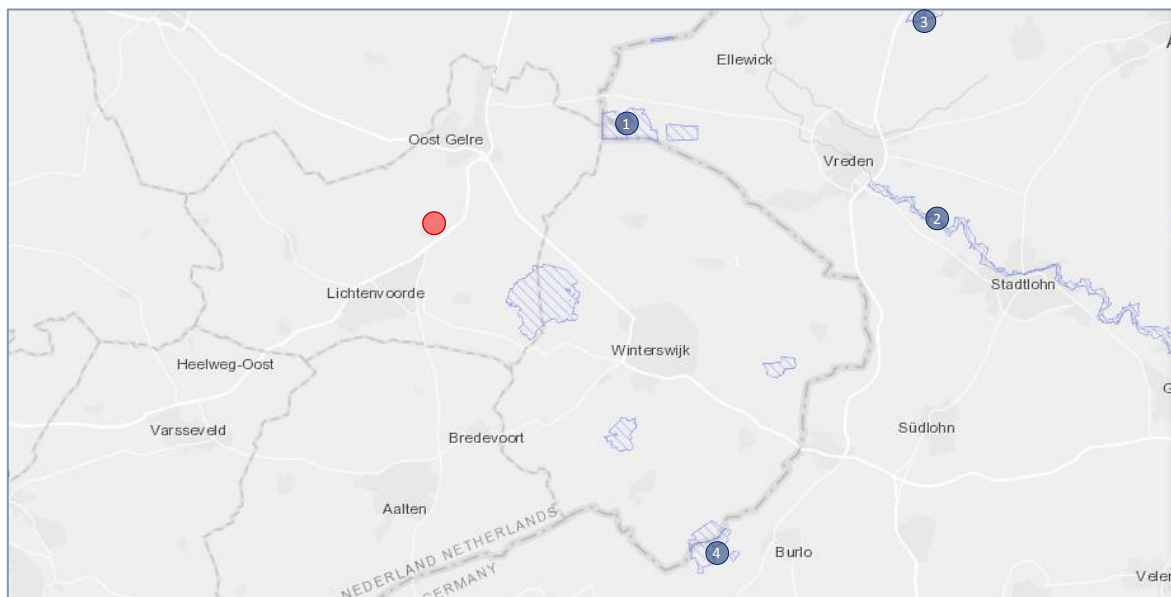 3
Ellewick
1
Oost Gelre
Vreden
2
1
Stadtlohn
Lichtenvoorde
Winterswijk
Heelweg-Oost
Varsseveld
Bredevoort
Südlohn
Aalten
NEDERLAND NETHERLANDS
GERMANY
4
Burlo